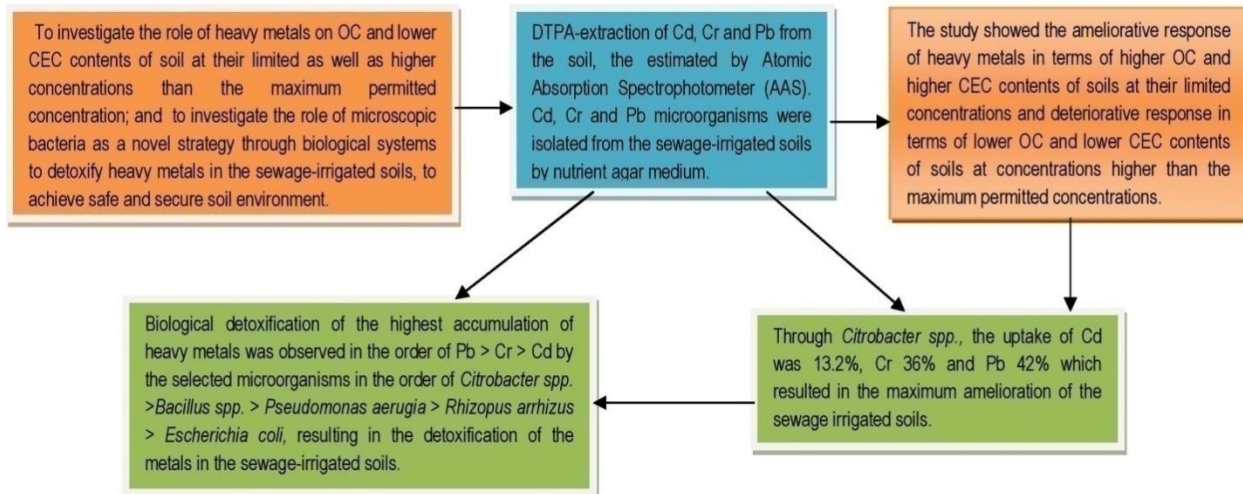 To investigate the role of heavy metals on OC and lower
CEC contents of soil at their limited as well as higher
concentrations than the maximum permitted
concentration; and to investigate the role of microscopic
bacteria as a novel strategy through biological systems
to detoxify heavy metals in the sewage-irrigated soils, to
achieve safe and secure soil environment.
DTPA-extraction of Cd, Cr and Pb from
the soil, the estimated by Atomic
Absorption Spectrophotometer (AAS).
Cd, Cr and Pb microorganisms were
isolated from the sewage-irrigated soils
by nutrient agar medium.
The study showed the ameliorative response
of heavy metals in terms of higher OC and
higher CEC contents of soils at their limited
concentrations and deteriorative response in
terms of lower OC and lower CEC contents
of soils at concentrations higher than the
maximum permitted concentrations.
Biological detoxification of the highest accumulation of
heavy metals was observed in the order of Pb > Cr > Cd by
the selected microorganisms in the order of Citrobacter spp.
>Bacillus spp. > Pseudomonas aerugia > Rhizopus arrhizus
> Escherichia coli, resulting in the detoxification of the
metals in the sewage-irrigated soils.
Through Citrobacter spp., the uptake of Cd
was 13.2%, Cr 36% and Pb 42% which
resulted in the maximum amelioration of the
sewage irrigated soils.